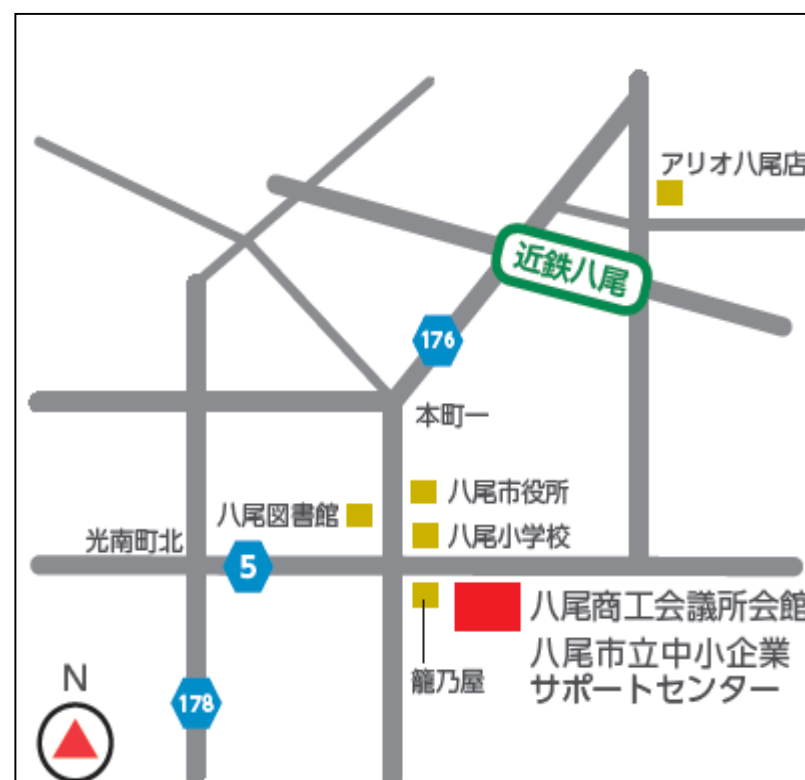 アリオ八尾店
近鉄八尾
176
本町一
八尾市役所
八尾図書館
八尾小学校
光南町北
5
八尾商工会議所会館
八尾市立中小企業
サポートセンター
籠乃屋
N
178